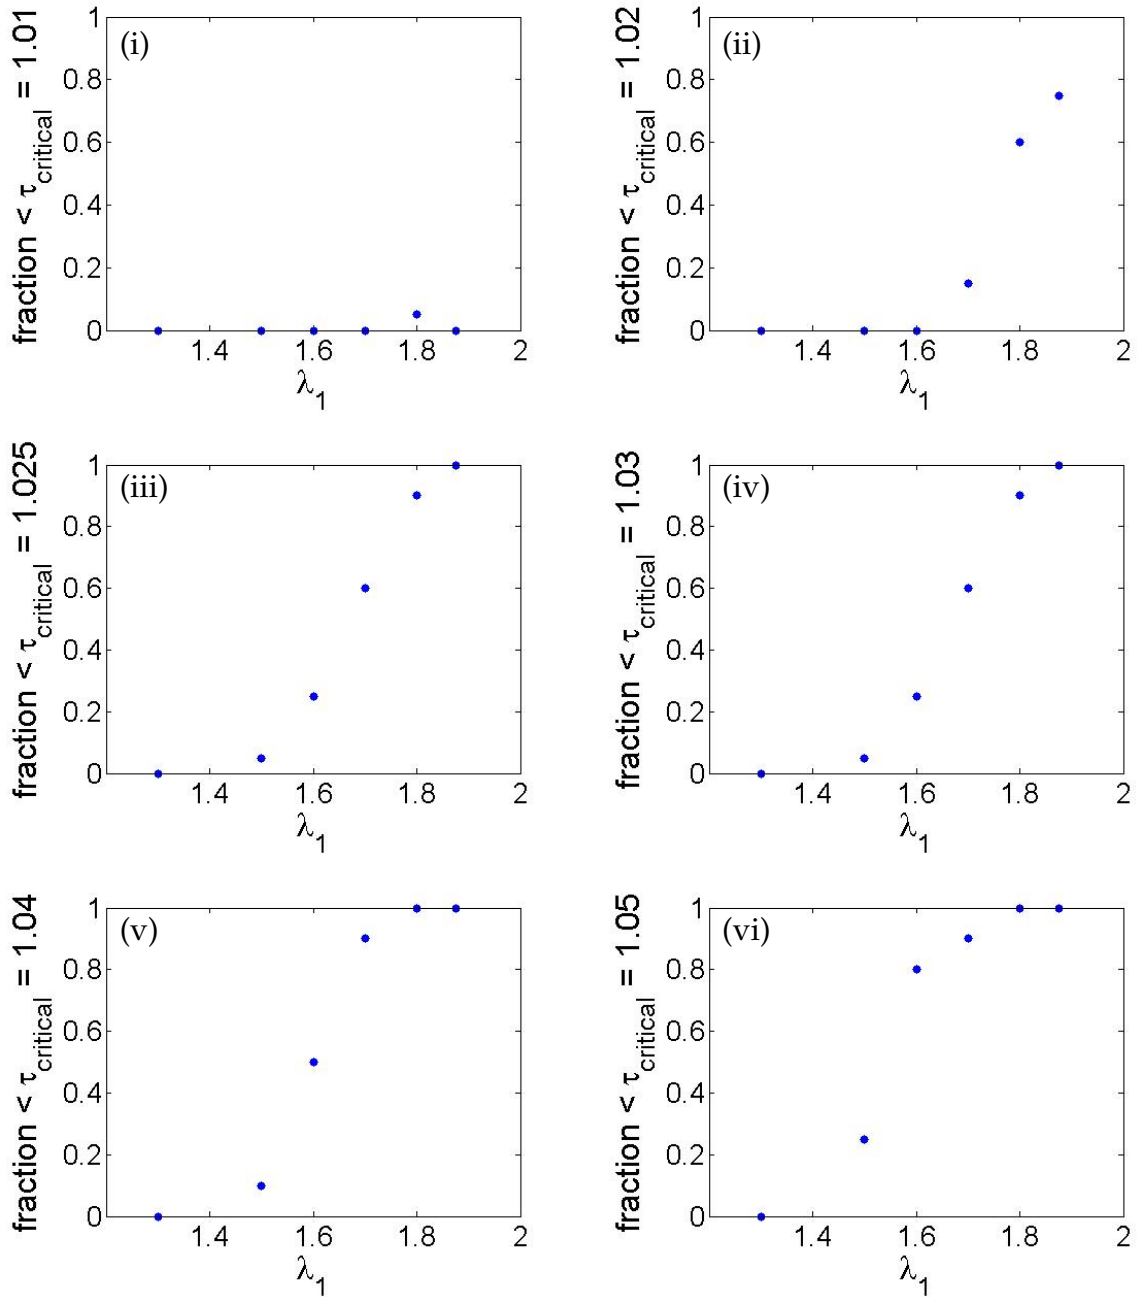 (i)
fraction < τcritical = 1.01
1
0.8
0.6
0.4
0.2
0
1.4 1.6 1.8 2
λ1
(ii)
fraction < τcritical = 1.02
1
0.8
0.6
0.4
0.2
0
1.4 1.6 1.8 2
λ1
(iii)
fraction < τcritical = 1.025
1
0.8
0.6
0.4
0.2
0
1.4 1.6 1.8 2
λ1
(iv)
fraction < τcritical = 1.03
1
0.8
0.6
0.4
0.2
0
1.4 1.6 1.8 2
λ1
(v)
fraction < τcritical = 1.04
1
0.8
0.6
0.4
0.2
0
1.4 1.6 1.8 2
λ1
(vi)
fraction < τcritical = 1.05
1
0.8
0.6
0.4
0.2
0
1.4 1.6 1.8 2
λ1